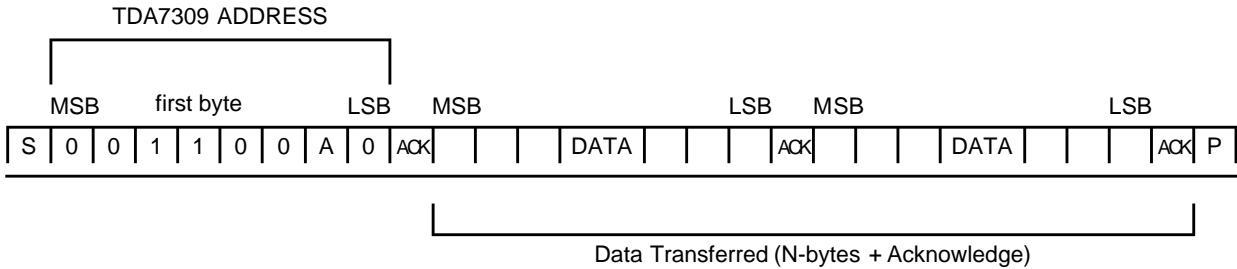 TDA7309 ADDRESS
MSB first byte LSB MSB LSB MSB LSB
S 0 0 1 1 0 0 A 0 ACK DATA ACK DATA ACK P
Data Transferred (N-bytes + Acknowledge)